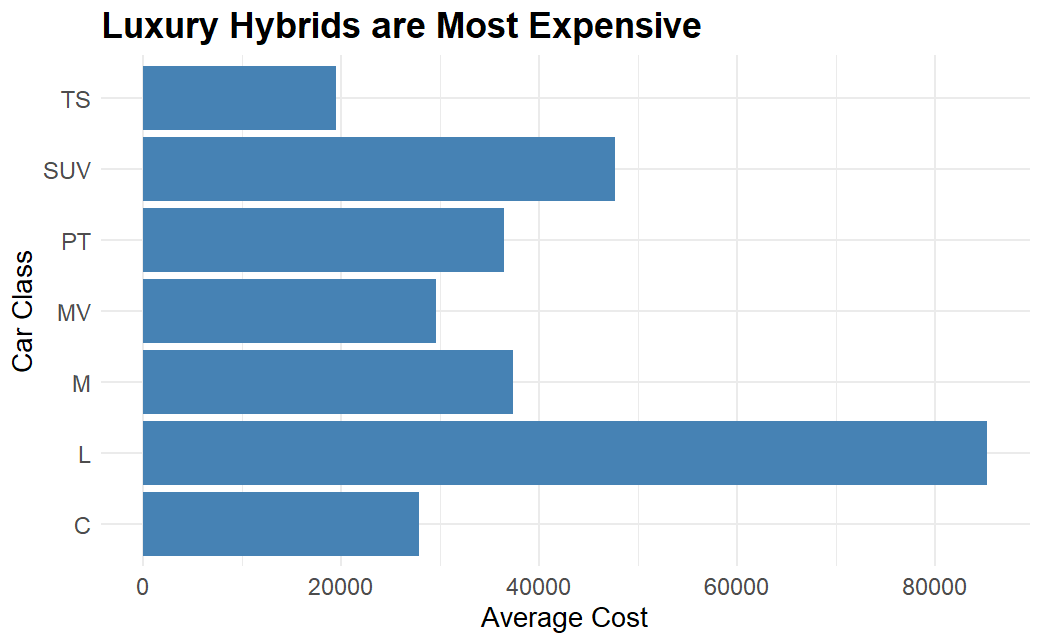 Luxury Hybrids are Most Expensive
TS
SUV
PT
MV
M
L
C
Car Class
0 20000 40000 60000 80000
Average Cost